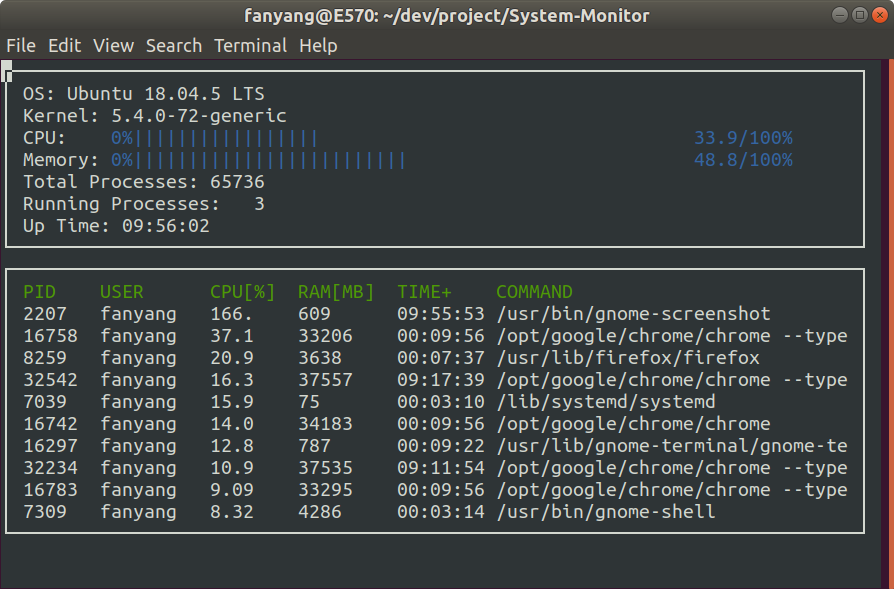 fanyang@E570: ~/dev/project/System-Monitor
File Edit View Search Terminal Help
OS: Ubuntu 18.04.5 LTS
Kernel: 5.4.0-72-generic
CPU: 0%||||||||||||||||| 33.9/100%
Memory: 0%||||||||||||||||||||||||| 48.8/100%
Total Processes: 65736
Running Processes: 3
Up Time: 09:56:02
PID USER CPU[%] RAM[MB] TIME+ COMMAND
2207 fanyang 166. 609 09:55:53 /usr/bin/gnome-screenshot
16758 fanyang 37.1 33206 00:09:56 /opt/google/chrome/chrome --type
8259 fanyang 20.9 3638 00:07:37 /usr/lib/firefox/firefox
32542 fanyang 16.3 37557 09:17:39 /opt/google/chrome/chrome --type
7039 fanyang 15.9 75 00:03:10 /lib/systemd/systemd
16742 fanyang 14.0 34183 00:09:56 /opt/google/chrome/chrome
16297 fanyang 12.8 787 00:09:22 /usr/lib/gnome-terminal/gnome-te
32234 fanyang 10.9 37535 09:11:54 /opt/google/chrome/chrome --type
16783 fanyang 9.09 33295 00:09:56 /opt/google/chrome/chrome --type
7309 fanyang 8.32 4286 00:03:14 /usr/bin/gnome-shell